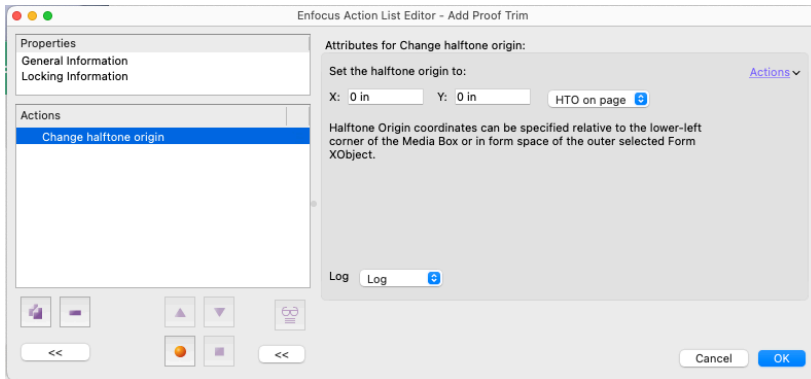 Enfocus Action List Editor - Add Proof Trim
Properties
General Information
Locking Information
Actions
Change halftone origin
<<
<<
Attributes for Change halftone origin:
Set the halftone origin to:
Actions
X: 0 in Y: 0 in HTO on page
Halftone Origin coordinates can be specified relative to the lower-left
corner of the Media Box or in form space of the outer selected Form
XObject.
Log Log
Cancel OK